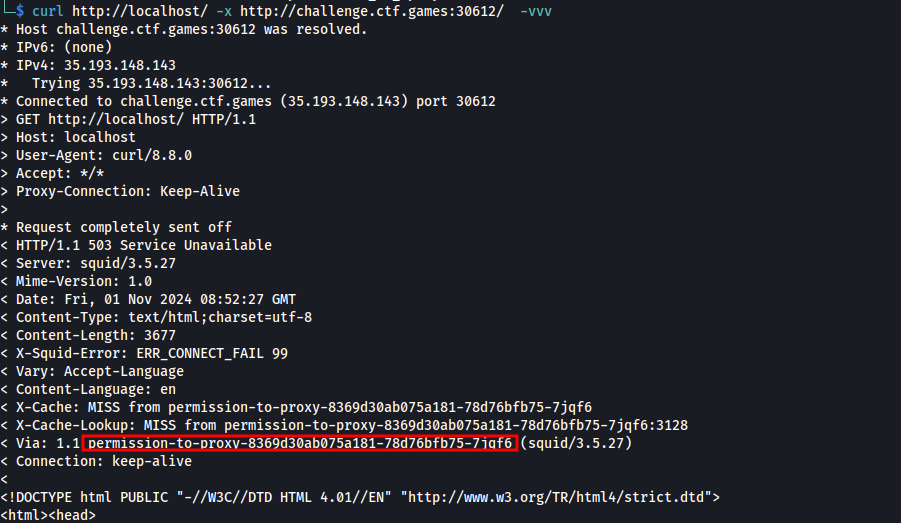 └─$ curl http://localhost/ -x http://challenge.ctf.games:30612/  -vvv
* Host challenge.ctf.games:30612 was resolved.
* IPv6: (none)
* IPv4: 35.193.148.143
*   Trying 35.193.148.143:30612...
* Connected to challenge.ctf.games (35.193.148.143) port 30612
> GET http://localhost/ HTTP/1.1
> Host: localhost
> User-Agent: curl/8.8.0
> Accept: */*
> Proxy-Connection: Keep-Alive
>
* Request completely sent off
< HTTP/1.1 503 Service Unavailable
< Server: squid/3.5.27
< Mime-Version: 1.0
< Date: Fri, 01 Nov 2024 08:52:27 GMT
< Content-Type: text/html;charset=utf-8
< Content-Length: 3677
< X-Squid-Error: ERR_CONNECT_FAIL 99
< Vary: Accept-Language
< Content-Language: en
< X-Cache: MISS from permission-to-proxy-8369d30ab075a181-78d76bfb75-7jqf6
< X-Cache-Lookup: MISS from permission-to-proxy-8369d30ab075a181-78d76bfb75-7jqf6:3128
< Via: 1.1 permission-to-proxy-8369d30ab075a181-78d76bfb75-7jqf6 (squid/3.5.27)
< Connection: keep-alive
<
<!DOCTYPE html PUBLIC "-//W3C//DTD HTML 4.01//EN" "http://www.w3.org/TR/html4/strict.dtd">
<html><head>